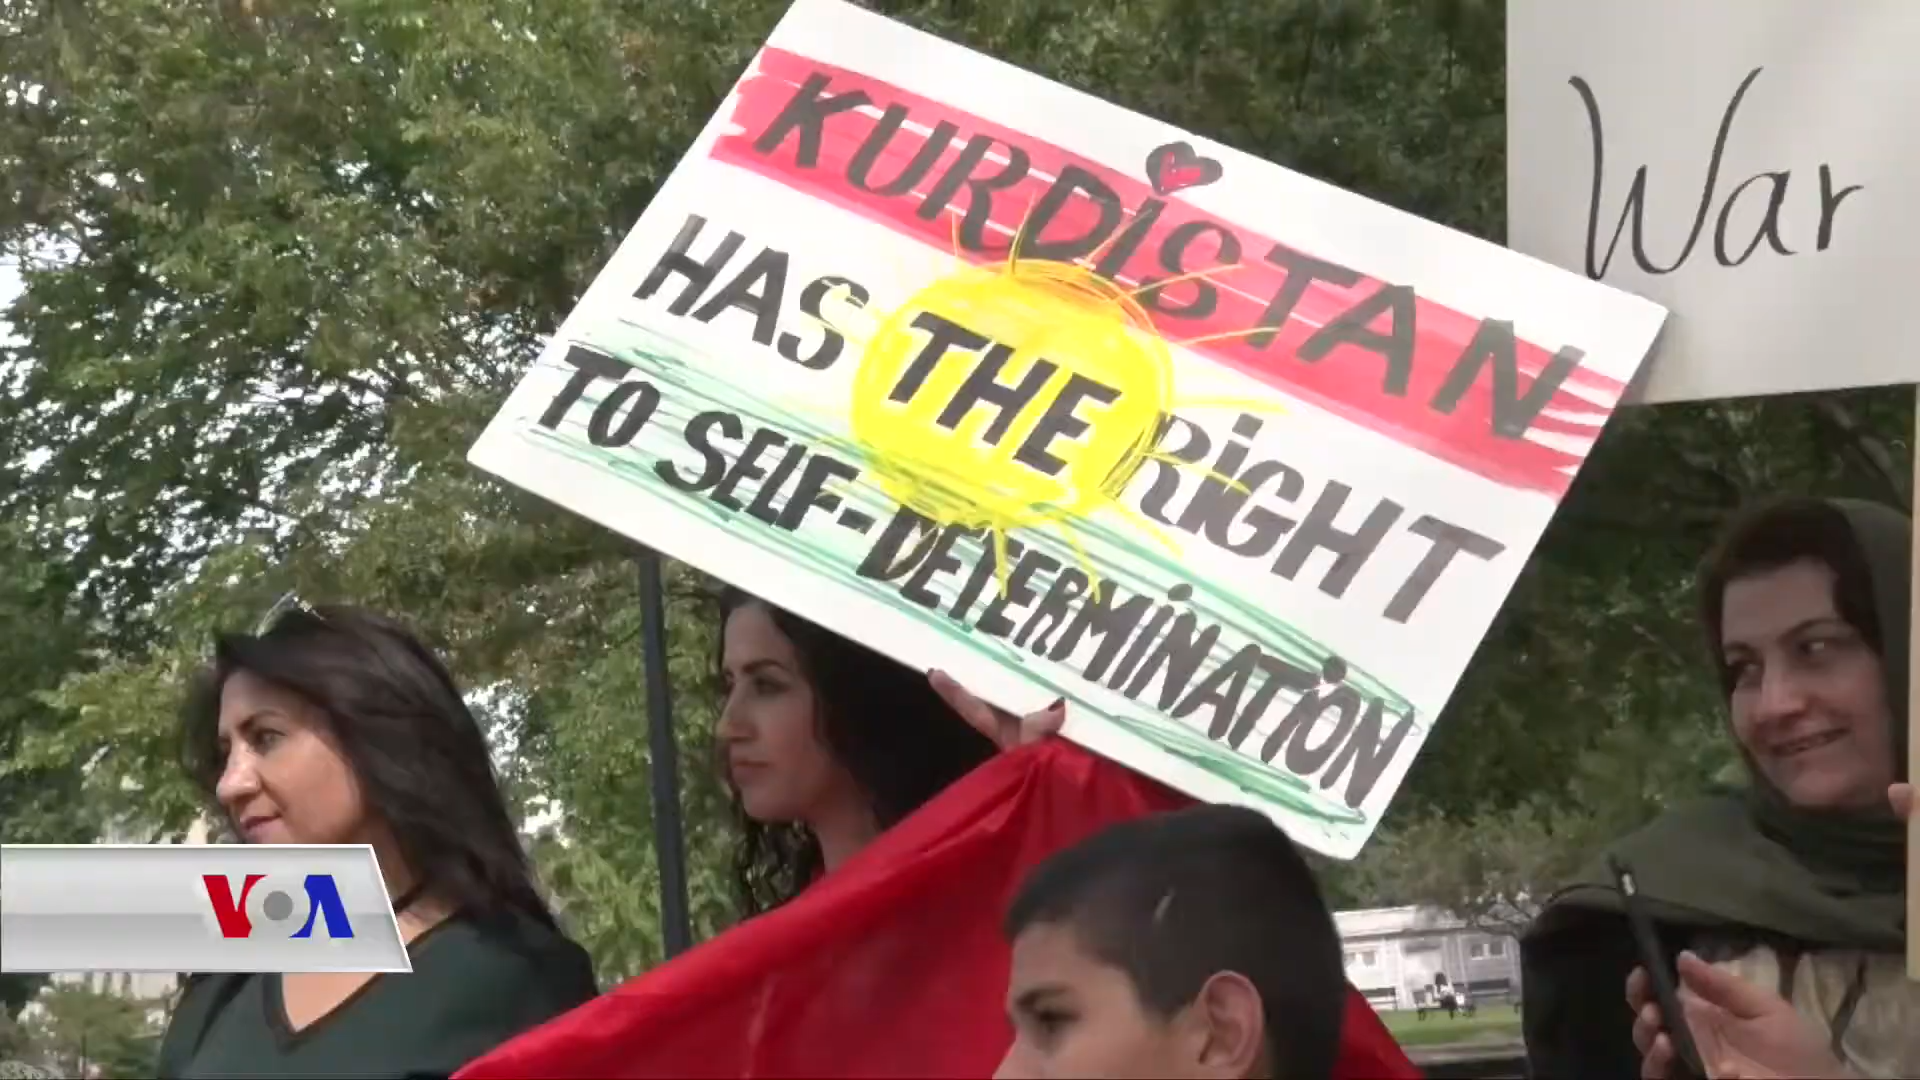 KURDiSTAN
HAS THE RiGHT
TO SELF-DETERMiNATiON
War
VOA